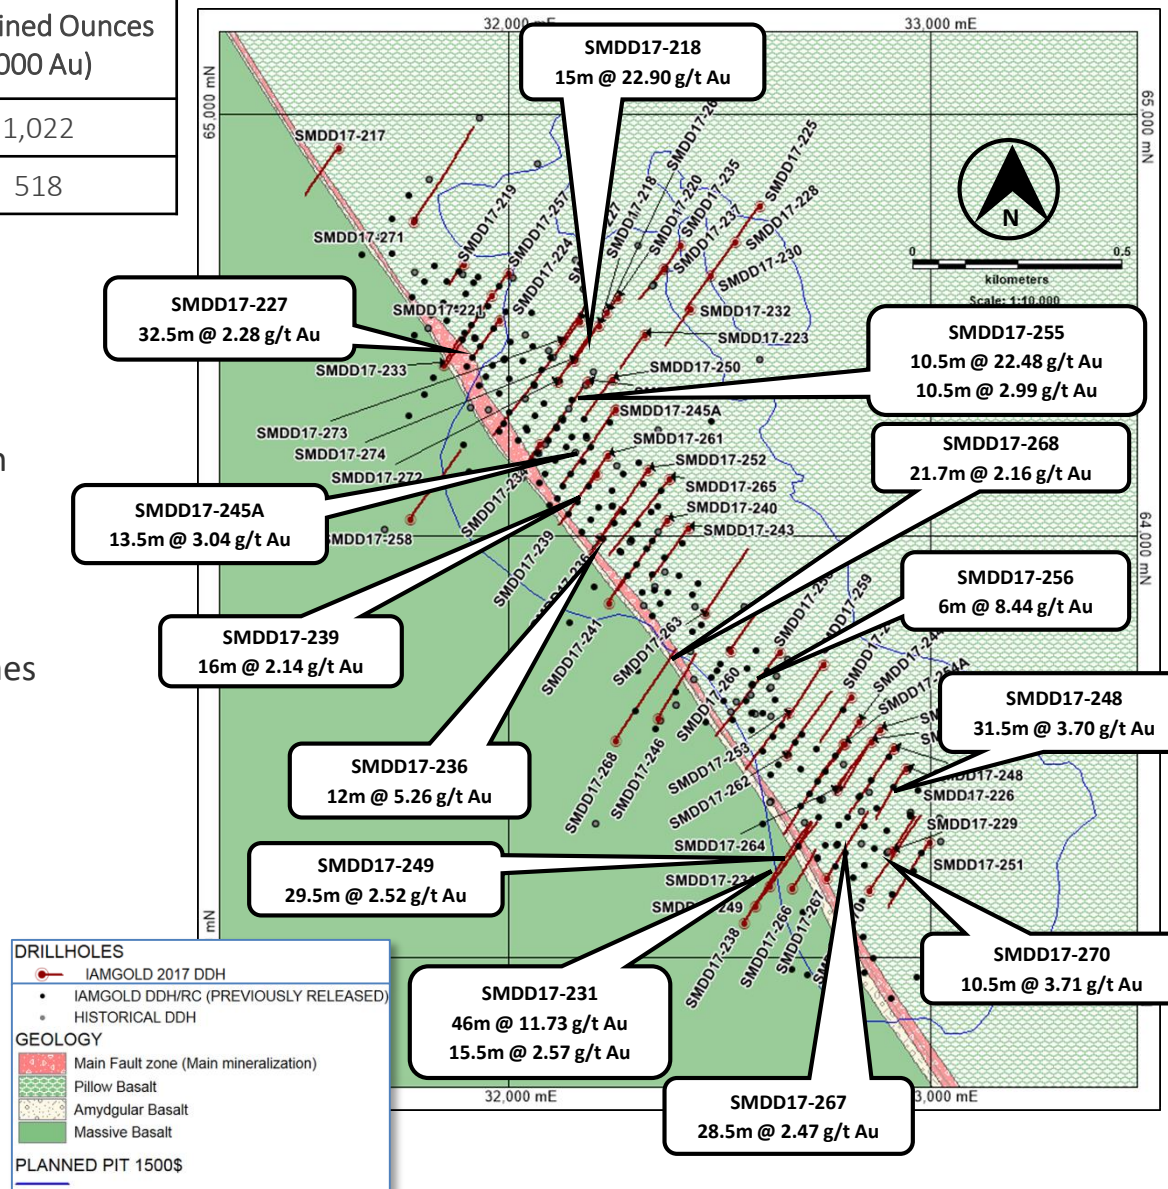 ined Ounces
000 Au)
1,022
518
n
nes
32,000 mE
33,000 mE
65,000 mN
65,000 mN
SMDD17-218
15m @ 22.90 g/t Au
SMDD17-217
SMDD17-225
SMDD17-235
SMDD17-220
SMDD17-218
SMDD17-228
SMDD17-237
SMDD17-219
SMDD17-257
SMDD17-224
SMDD17-271
SMDD17-230
N
0
0.5
kilometers
Scale: 1:10,000
SMDD17-227
32.5m @ 2.28 g/t Au
SMDD17-221
SMDD17-232
SMDD17-223
SMDD17-233
SMDD17-250
SMDD17-255
10.5m @ 22.48 g/t Au
10.5m @ 2.99 g/t Au
SMDD17-245A
SMDD17-273
SMDD17-274
SMDD17-272
SMDD17-261
SMDD17-252
SMDD17-265
SMDD17-240
SMDD17-243
SMDD17-268
21.7m @ 2.16 g/t Au
SMDD17-245A
13.5m @ 3.04 g/t Au
SMDD17-234
SMDD17-258
64,000 mN
SMDD17-239
SMDD17-236
SMDD17-241
SMDD17-263
SMDD17-259
SMDD17-256
6m @ 8.44 g/t Au
SMDD17-239
16m @ 2.14 g/t Au
SMDD17-260
SMDD17-248
31.5m @ 3.70 g/t Au
SMDD17-236
12m @ 5.26 g/t Au
SMDD17-268
SMDD17-246
SMDD17-253
SMDD17-262
SMDD17-264
SMDD17-248
SMDD17-226
SMDD17-229
SMDD17-251
SMDD17-249
29.5m @ 2.52 g/t Au
SMDD17-249
SMDD17-238
SMDD17-266
SMDD17-267
mN
SMDD17-231
46m @ 11.73 g/t Au
15.5m @ 2.57 g/t Au
SMDD17-270
10.5m @ 3.71 g/t Au
SMDD17-267
28.5m @ 2.47 g/t Au
32,000 mE
3,000 mE
DRILLHOLES
IAMGOLD 2017 DDH
IAMGOLD DDH/RC (PREVIOUSLY RELEASED)
HISTORICAL DDH
GEOLOGY
Main Fault zone (Main mineralization)
Pillow Basalt
Amydgular Basalt
Massive Basalt
PLANNED PIT 1500$